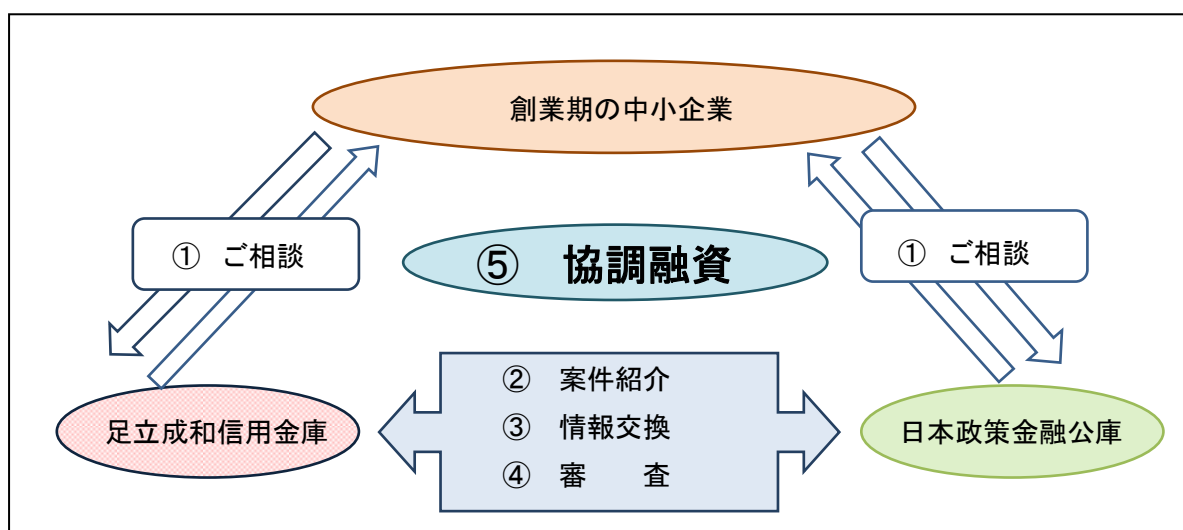 創業期の中小企業
① ご相談
① ご相談
⑤ 協調融資
② 案件紹介
③ 情報交換
④ 審　　査
足立成和信用金庫
日本政策金融公庫